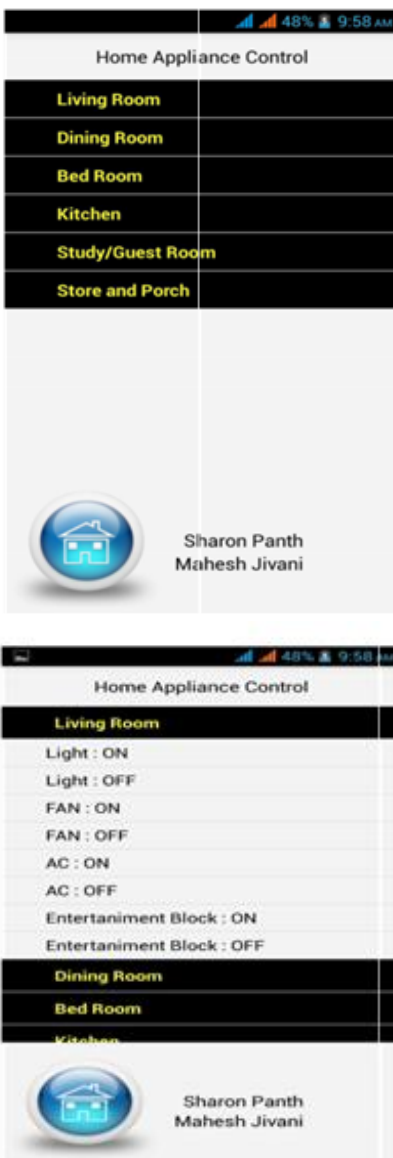 48% 9:58 AM
Home Appliance Control
Living Room
Dining Room
Bed Room
Kitchen
Study/Guest Room
Store and Porch
Sharon Panth
Mahesh Jivani
48% 9:58 AM
Home Appliance Control
Living Room
Light : ON
Light : OFF
FAN : ON
FAN : OFF
AC : ON
AC : OFF
Entertaniment Block : ON
Entertaniment Block : OFF
Dining Room
Bed Room
Kitchen
Sharon Panth
Mahesh Jivani